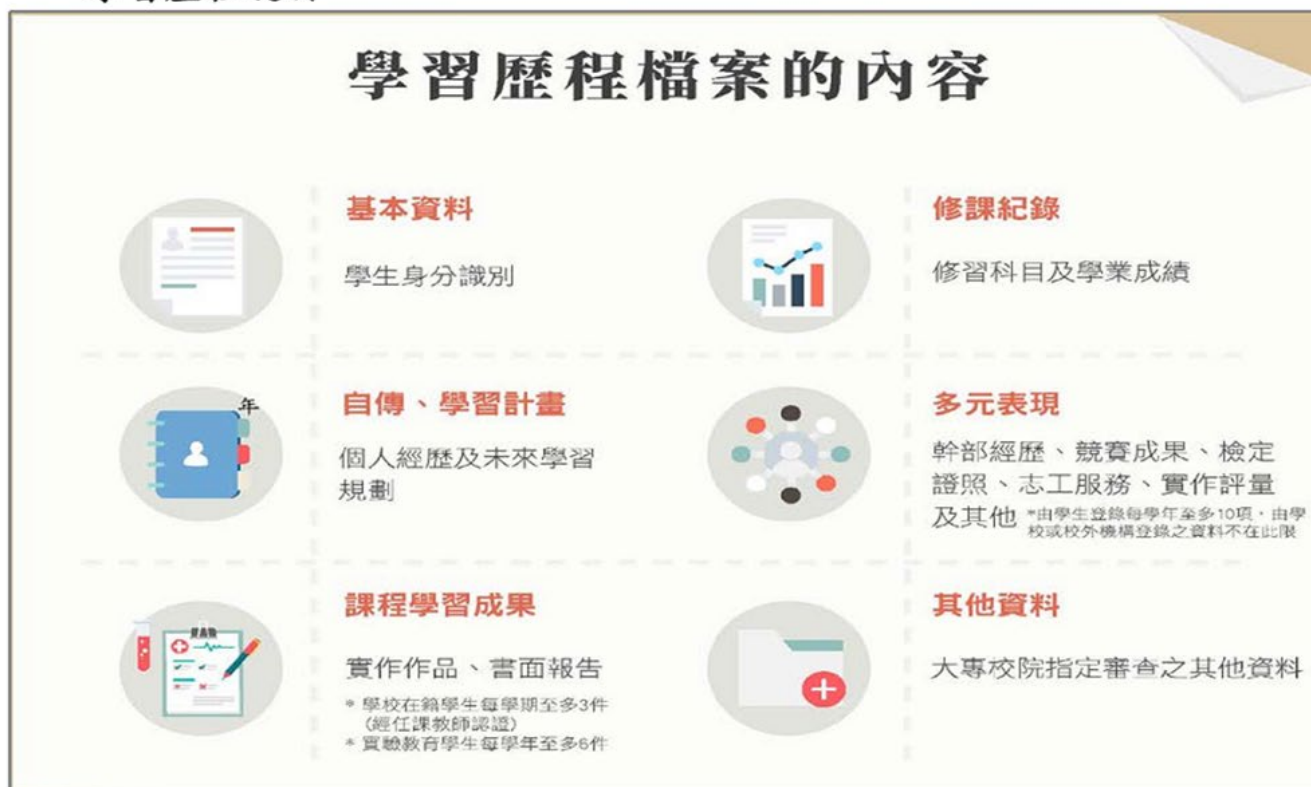 學習歷程檔案的內容
基本資料
學生身分識別
修課紀錄
修習科目及學業成績
年
自傳、學習計畫
個人經歷及未來學習
規劃
多元表現
幹部經歷、競賽成果、檢定
證照、志工服務、實作評量
及其他 *由學生登錄每學年至多10項，由學
校或校外機構登錄之資料不在此限
課程學習成果
實作作品、書面報告
* 學校在籍學生每學期至多3件
(經任課教師認證)
* 實驗教育學生每學年至多6件
其他資料
大專校院指定審查之其他資料